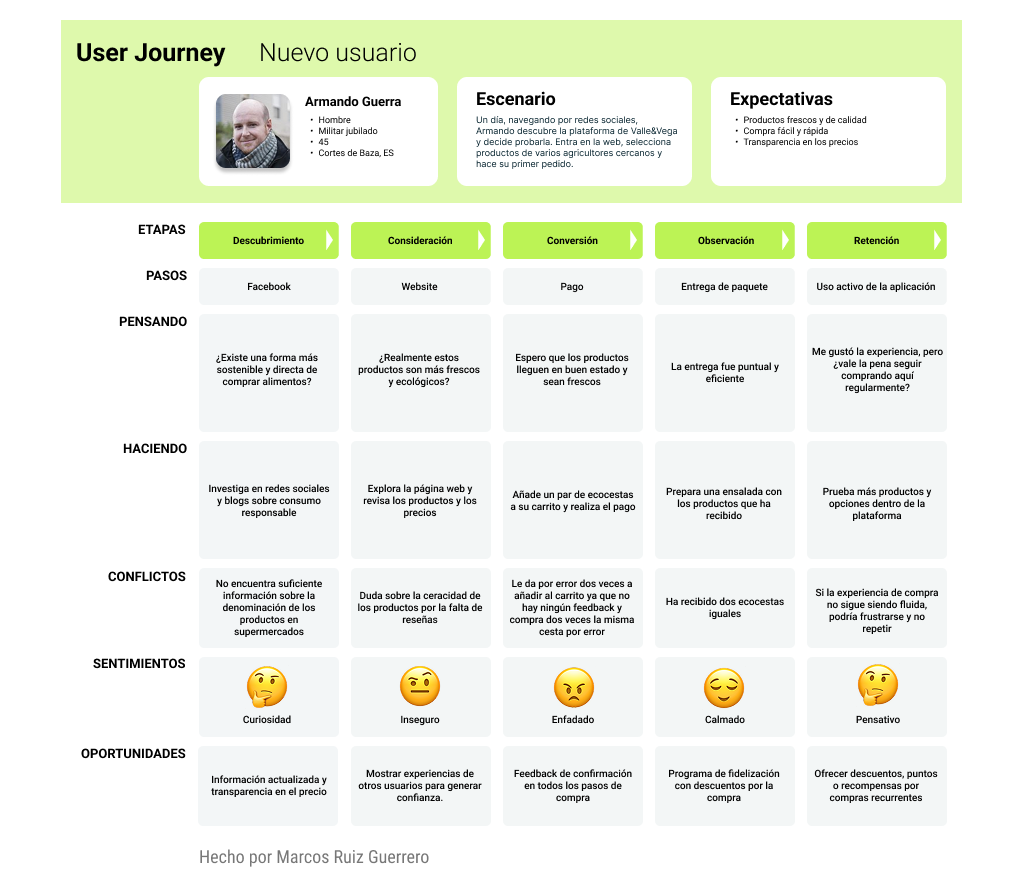 User Journey Nuevo usuario
Armando Guerra
• Hombre
• Militar jubilado
• 45
• Cortes de Baza, ES
Escenario
Un día, navegando por redes sociales,
Armando descubre la plataforma de Valle&Vega
y decide probarla. Entra en la web, selecciona
productos de varios agricultores cercanos y
hace su primer pedido.
Expectativas
• Productos frescos y de calidad
• Compra fácil y rápida
• Transparencia en los precios
ETAPAS
Descubrimiento
Consideración
Conversión
Observación
Retención
PASOS
Facebook
Website
Pago
Entrega de paquete
Uso activo de la aplicación
PENSANDO
¿Existe una forma más
sostenible y directa de
comprar alimentos?
¿Realmente estos
productos son más frescos
y ecológicos?
Espero que los productos
lleguen en buen estado y
sean frescos
La entrega fue puntual y
eficiente
Me gustó la experiencia, pero
¿vale la pena seguir
comprando aquí
regularmente?
HACIENDO
Investiga en redes sociales
y blogs sobre consumo
responsable
Explora la página web y
revisa los productos y los
precios
Añade un par de ecocestas
a su carrito y realiza el pago
Prepara una ensalada con
los productos que ha
recibido
Prueba más productos y
opciones dentro de la
plataforma
CONFLICTOS
No encuentra suficiente
información sobre la
denominación de los
productos en
supermercados
Duda sobre la ceracidad de
los productos por la falta de
reseñas
Le da por error dos veces a
añadir al carrito ya que no
hay ningún feedback y
compra dos veces la misma
cesta por error
Ha recibido dos ecocestas
iguales
Si la experiencia de compra
no sigue siendo fluida,
podría frustrarse y no
repetir
SENTIMIENTOS
Curiosidad
Inseguro
Enfadado
Calmado
Pensativo
OPORTUNIDADES
Información actualizada y
transparencia en el precio
Mostrar experiencias de
otros usuarios para generar
confianza.
Feedback de confirmación
en todos los pasos de
compra
Programa de fidelización
con descuentos por la
compra
Ofrecer descuentos, puntos
o recompensas por
compras recurrentes
Hecho por Marcos Ruiz Guerrero